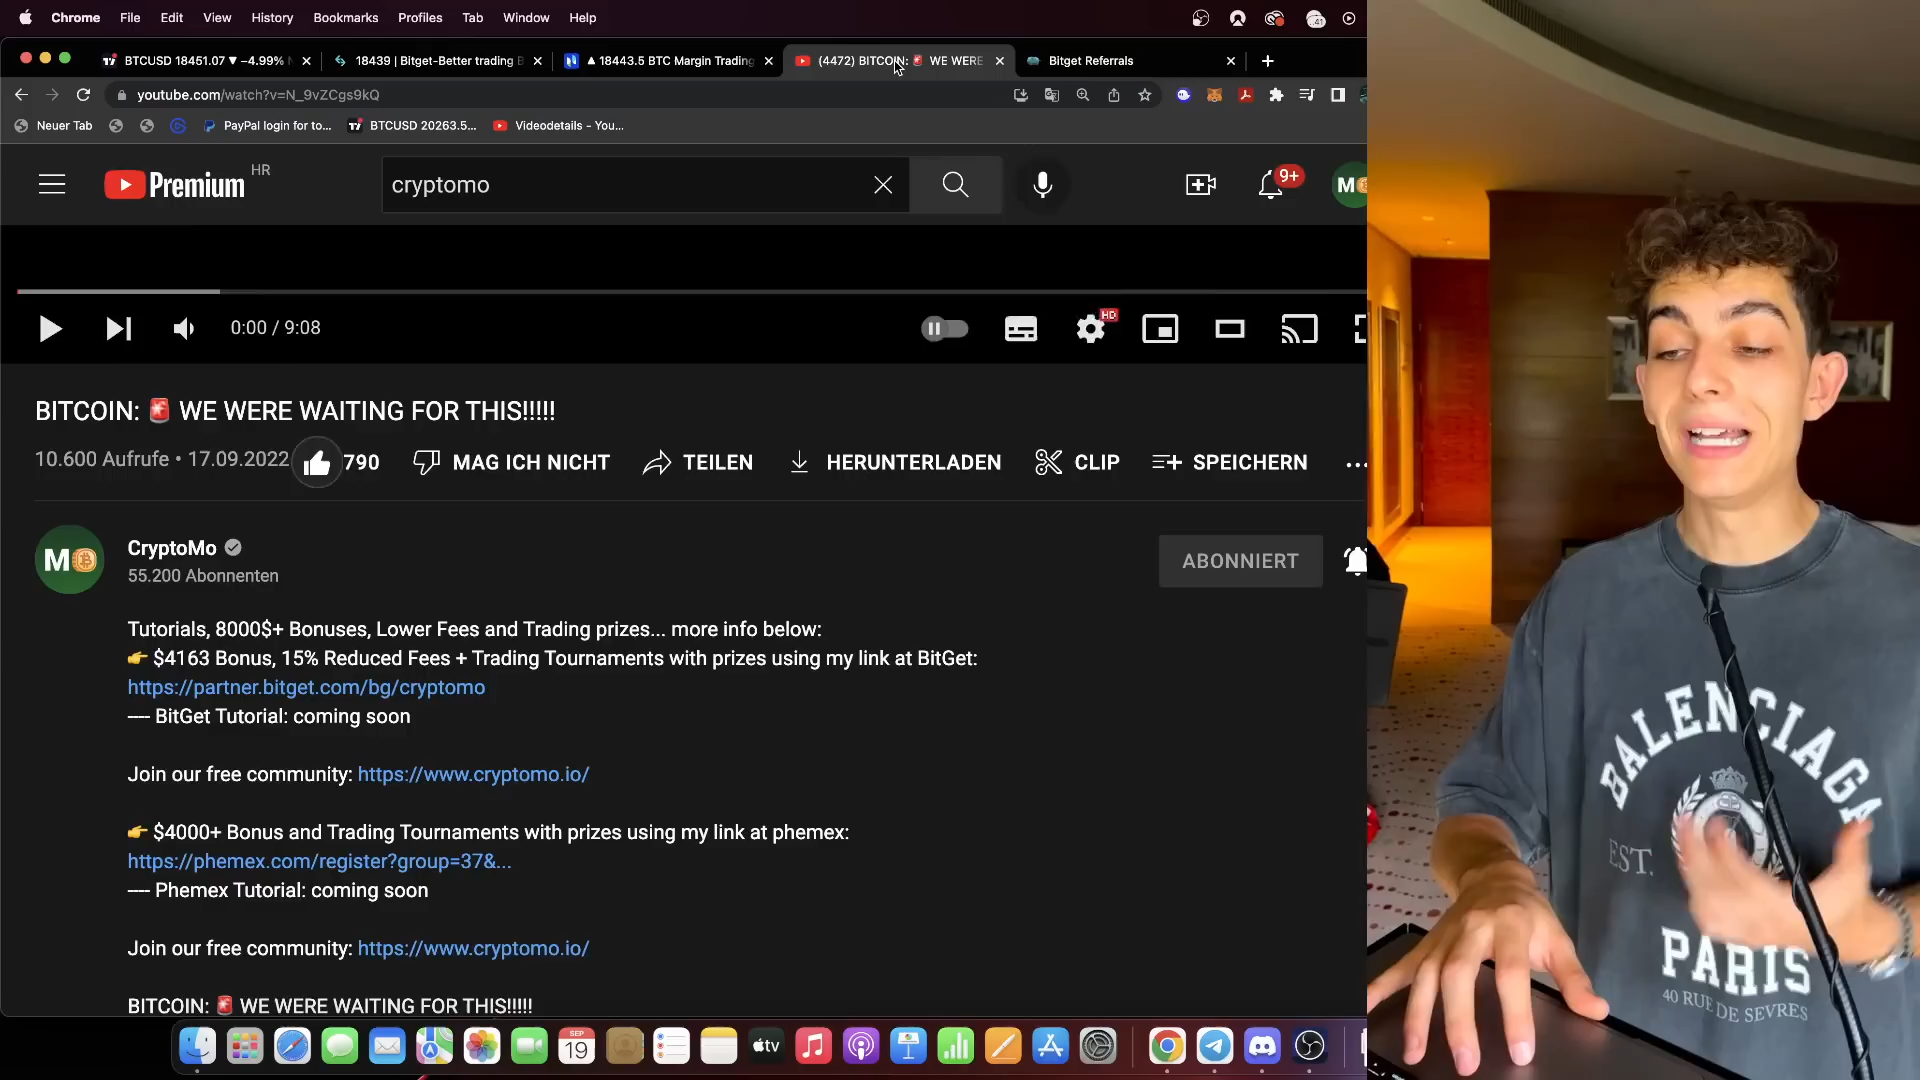 Chrome File Edit View History Bookmarks Profiles Tab Window Help
BTCUSD 18451.07 ▼ −4.99%
18439 | Bitget-Better trading
▲ 18443.5 BTC Margin Trading
(4472) BITCOIN: 🚨 WE WERE
Bitget Referrals
youtube.com/watch?v=N_9vZCgs9kQ
Neuer Tab
PayPal login for to...
BTCUSD 20263.5...
Videodetails - You...
Premium HR
cryptomo
9+
0:00 / 9:08
HD
BITCOIN: 🚨 WE WERE WAITING FOR THIS!!!!!
10.600 Aufrufe • 17.09.2022
790 MAG ICH NICHT TEILEN HERUNTERLADEN CLIP SPEICHERN ...
M
CryptoMo
55.200 Abonnenten
ABONNIERT
Tutorials, 8000$+ Bonuses, Lower Fees and Trading prizes... more info below:
👉 $4163 Bonus, 15% Reduced Fees + Trading Tournaments with prizes using my link at BitGet:
https://partner.bitget.com/bg/cryptomo
---- BitGet Tutorial: coming soon
Join our free community: https://www.cryptomo.io/
👉 $4000+ Bonus and Trading Tournaments with prizes using my link at phemex:
https://phemex.com/register?group=37&...
---- Phemex Tutorial: coming soon
Join our free community: https://www.cryptomo.io/
BITCOIN: 🚨 WE WERE WAITING FOR THIS!!!!!
SEP
19
tv
BALENCIAGA
EST.
PARIS
40 RUE DE SEVRES